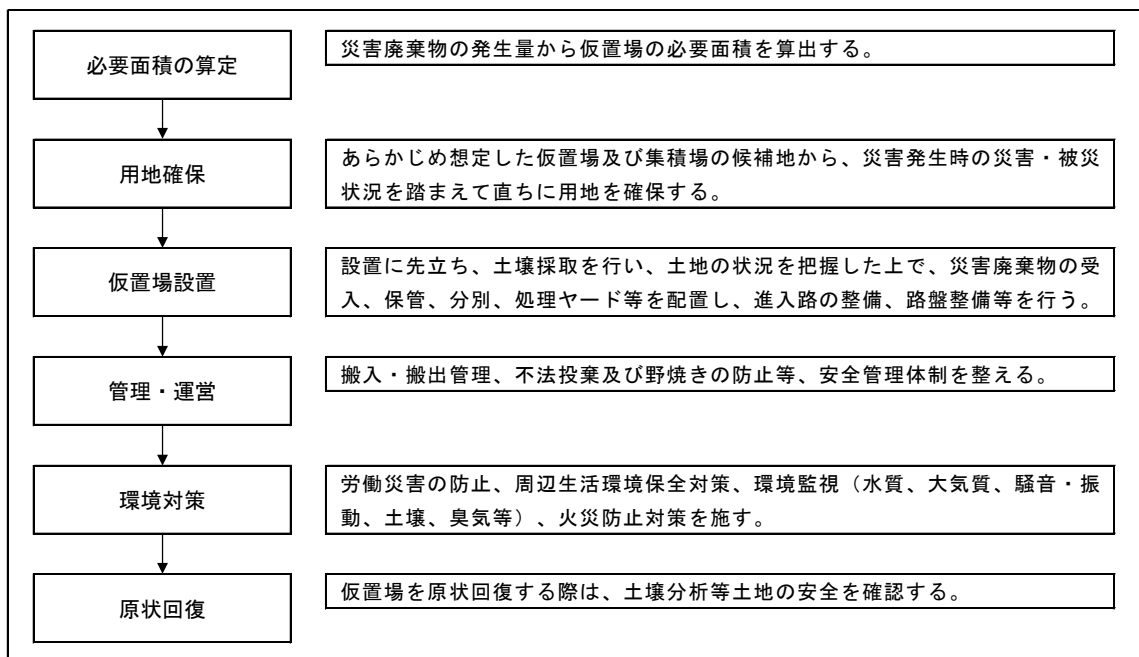 必要面積の算定
災害廃棄物の発生量から仮置場の必要面積を算出する。
用地確保
あらかじめ想定した仮置場及び集積場の候補地から、災害発生時の災害・被災
状況を踏まえて直ちに用地を確保する。
仮置場設置
設置に先立ち、土壌採取を行い、土地の状況を把握した上で、災害廃棄物の受
入、保管、分別、処理ヤード等を配置し、進入路の整備、路盤整備等を行う。
管理・運営
搬入・搬出管理、不法投棄及び野焼きの防止等、安全管理体制を整える。
環境対策
労働災害の防止、周辺生活環境保全対策、環境監視（水質、大気質、騒音・振
動、土壌、臭気等）、火災防止対策を施す。
原状回復
仮置場を原状回復する際は、土壌分析等土地の安全を確認する。